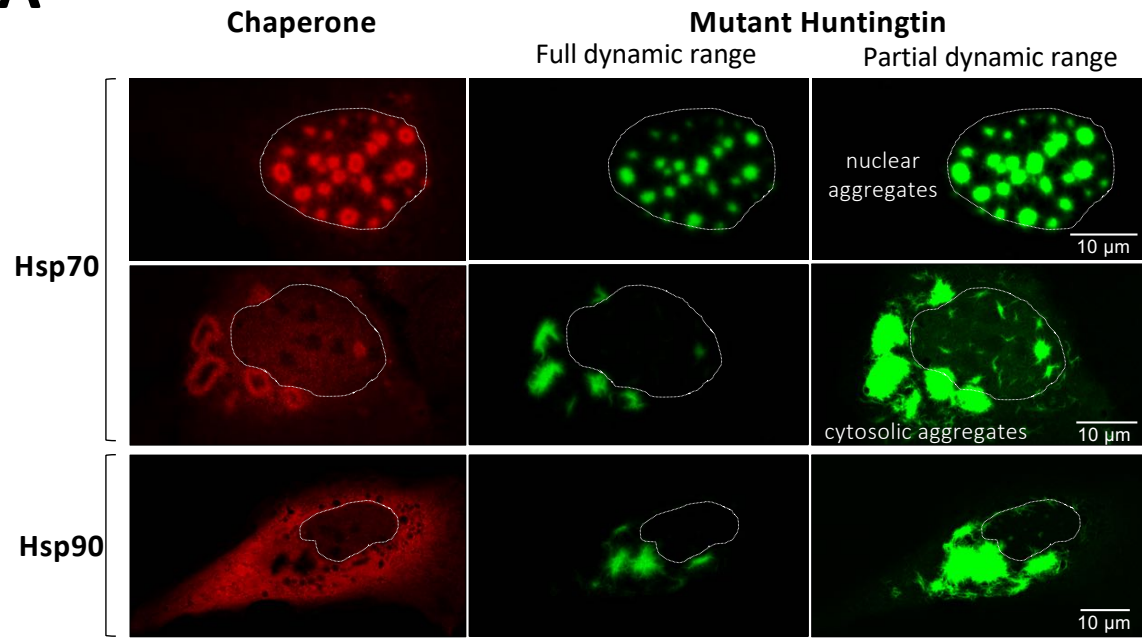 A
Chaperone
Mutant Huntingtin
Full dynamic range
Partial dynamic range
Hsp70
nuclear
aggregates
10 µm
cytosolic aggregates
10 µm
Hsp90
10 µm